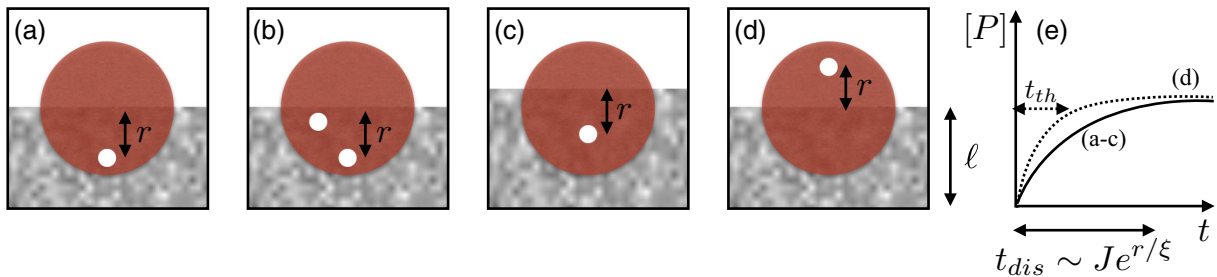 (a)
r
(b)
r
(c)
r
(d)
r
ℓ
[P]
(e)
t_{th}
(d)
(a-c)
t
t_{dis} ∼ Je^{r/ξ}